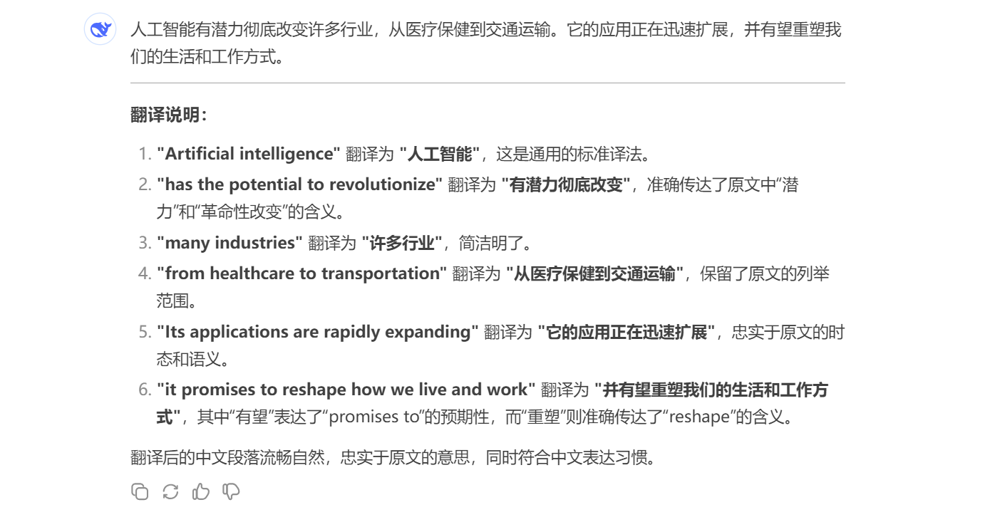 人工智能有潜力彻底改变许多行业，从医疗保健到交通运输。它的应用正在迅速扩展，并有望重塑我
们的生活和工作方式。
翻译说明：
1. "Artificial intelligence" 翻译为 "人工智能"，这是通用的标准译法。
2. "has the potential to revolutionize" 翻译为 "有潜力彻底改变"，准确传达了原文中“潜
力”和“革命性改变”的含义。
3. "many industries" 翻译为 "许多行业"，简洁明了。
4. "from healthcare to transportation" 翻译为 "从医疗保健到交通运输"，保留了原文的列举
范围。
5. "Its applications are rapidly expanding" 翻译为 "它的应用正在迅速扩展"，忠实于原文的时
态和语义。
6. "it promises to reshape how we live and work" 翻译为 "并有望重塑我们的生活和工作方
式"，其中“有望”表达了“promises to”的预期性，而“重塑”则准确传达了“reshape”的含义。
翻译后的中文段落流畅自然，忠实于原文的意思，同时符合中文表达习惯。